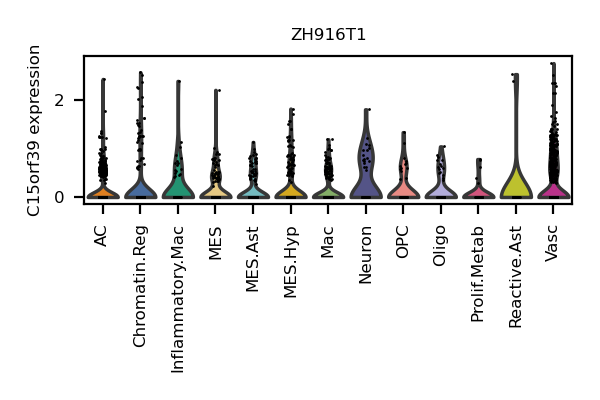 ZH916T1
C15orf39 expression
2
0
AC
Chromatin.Reg
Inflammatory.Mac
MES
MES.Ast
MES.Hyp
Mac
Neuron
OPC
Oligo
Prolif.Metab
Reactive.Ast
Vasc